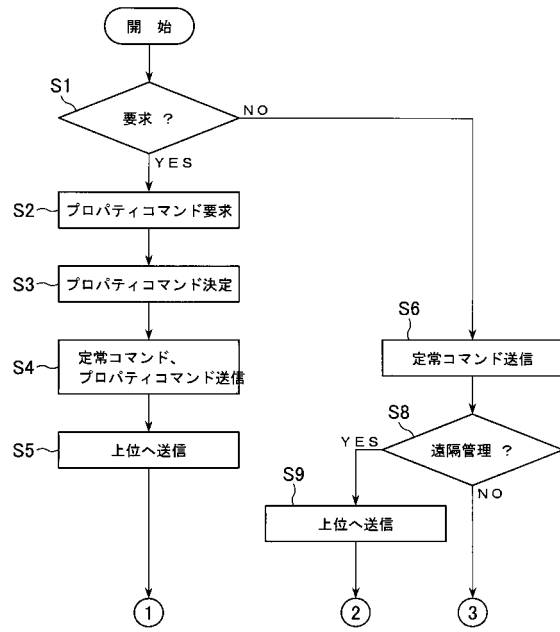 開 始
S1
要求 ?
NO
YES
S2
プロパティコマンド要求
S3
プロパティコマンド決定
S6
定常コマンド送信
S4
定常コマンド、
プロパティコマンド送信
S8
遠隔管理 ?
YES
NO
S5
上位へ送信
S9
上位へ送信
1
2
3